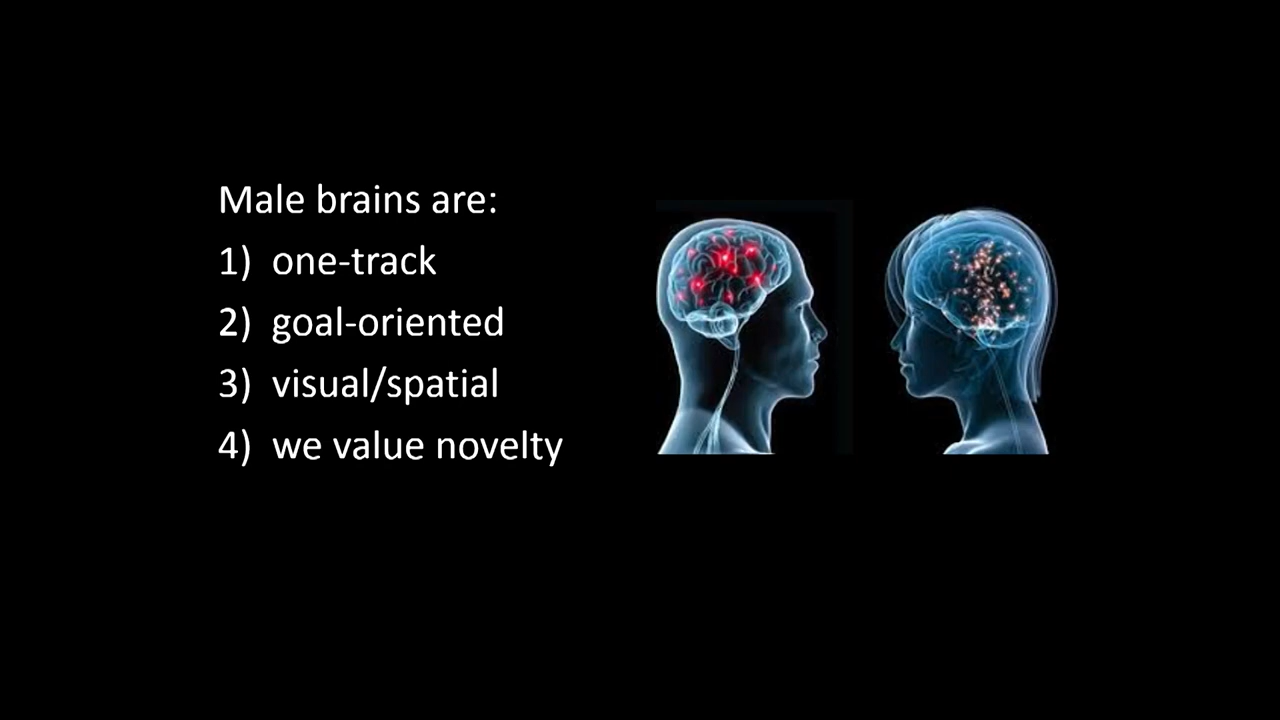 Male brains are:
1) one-track
2) goal-oriented
3) visual/spatial
4) we value novelty